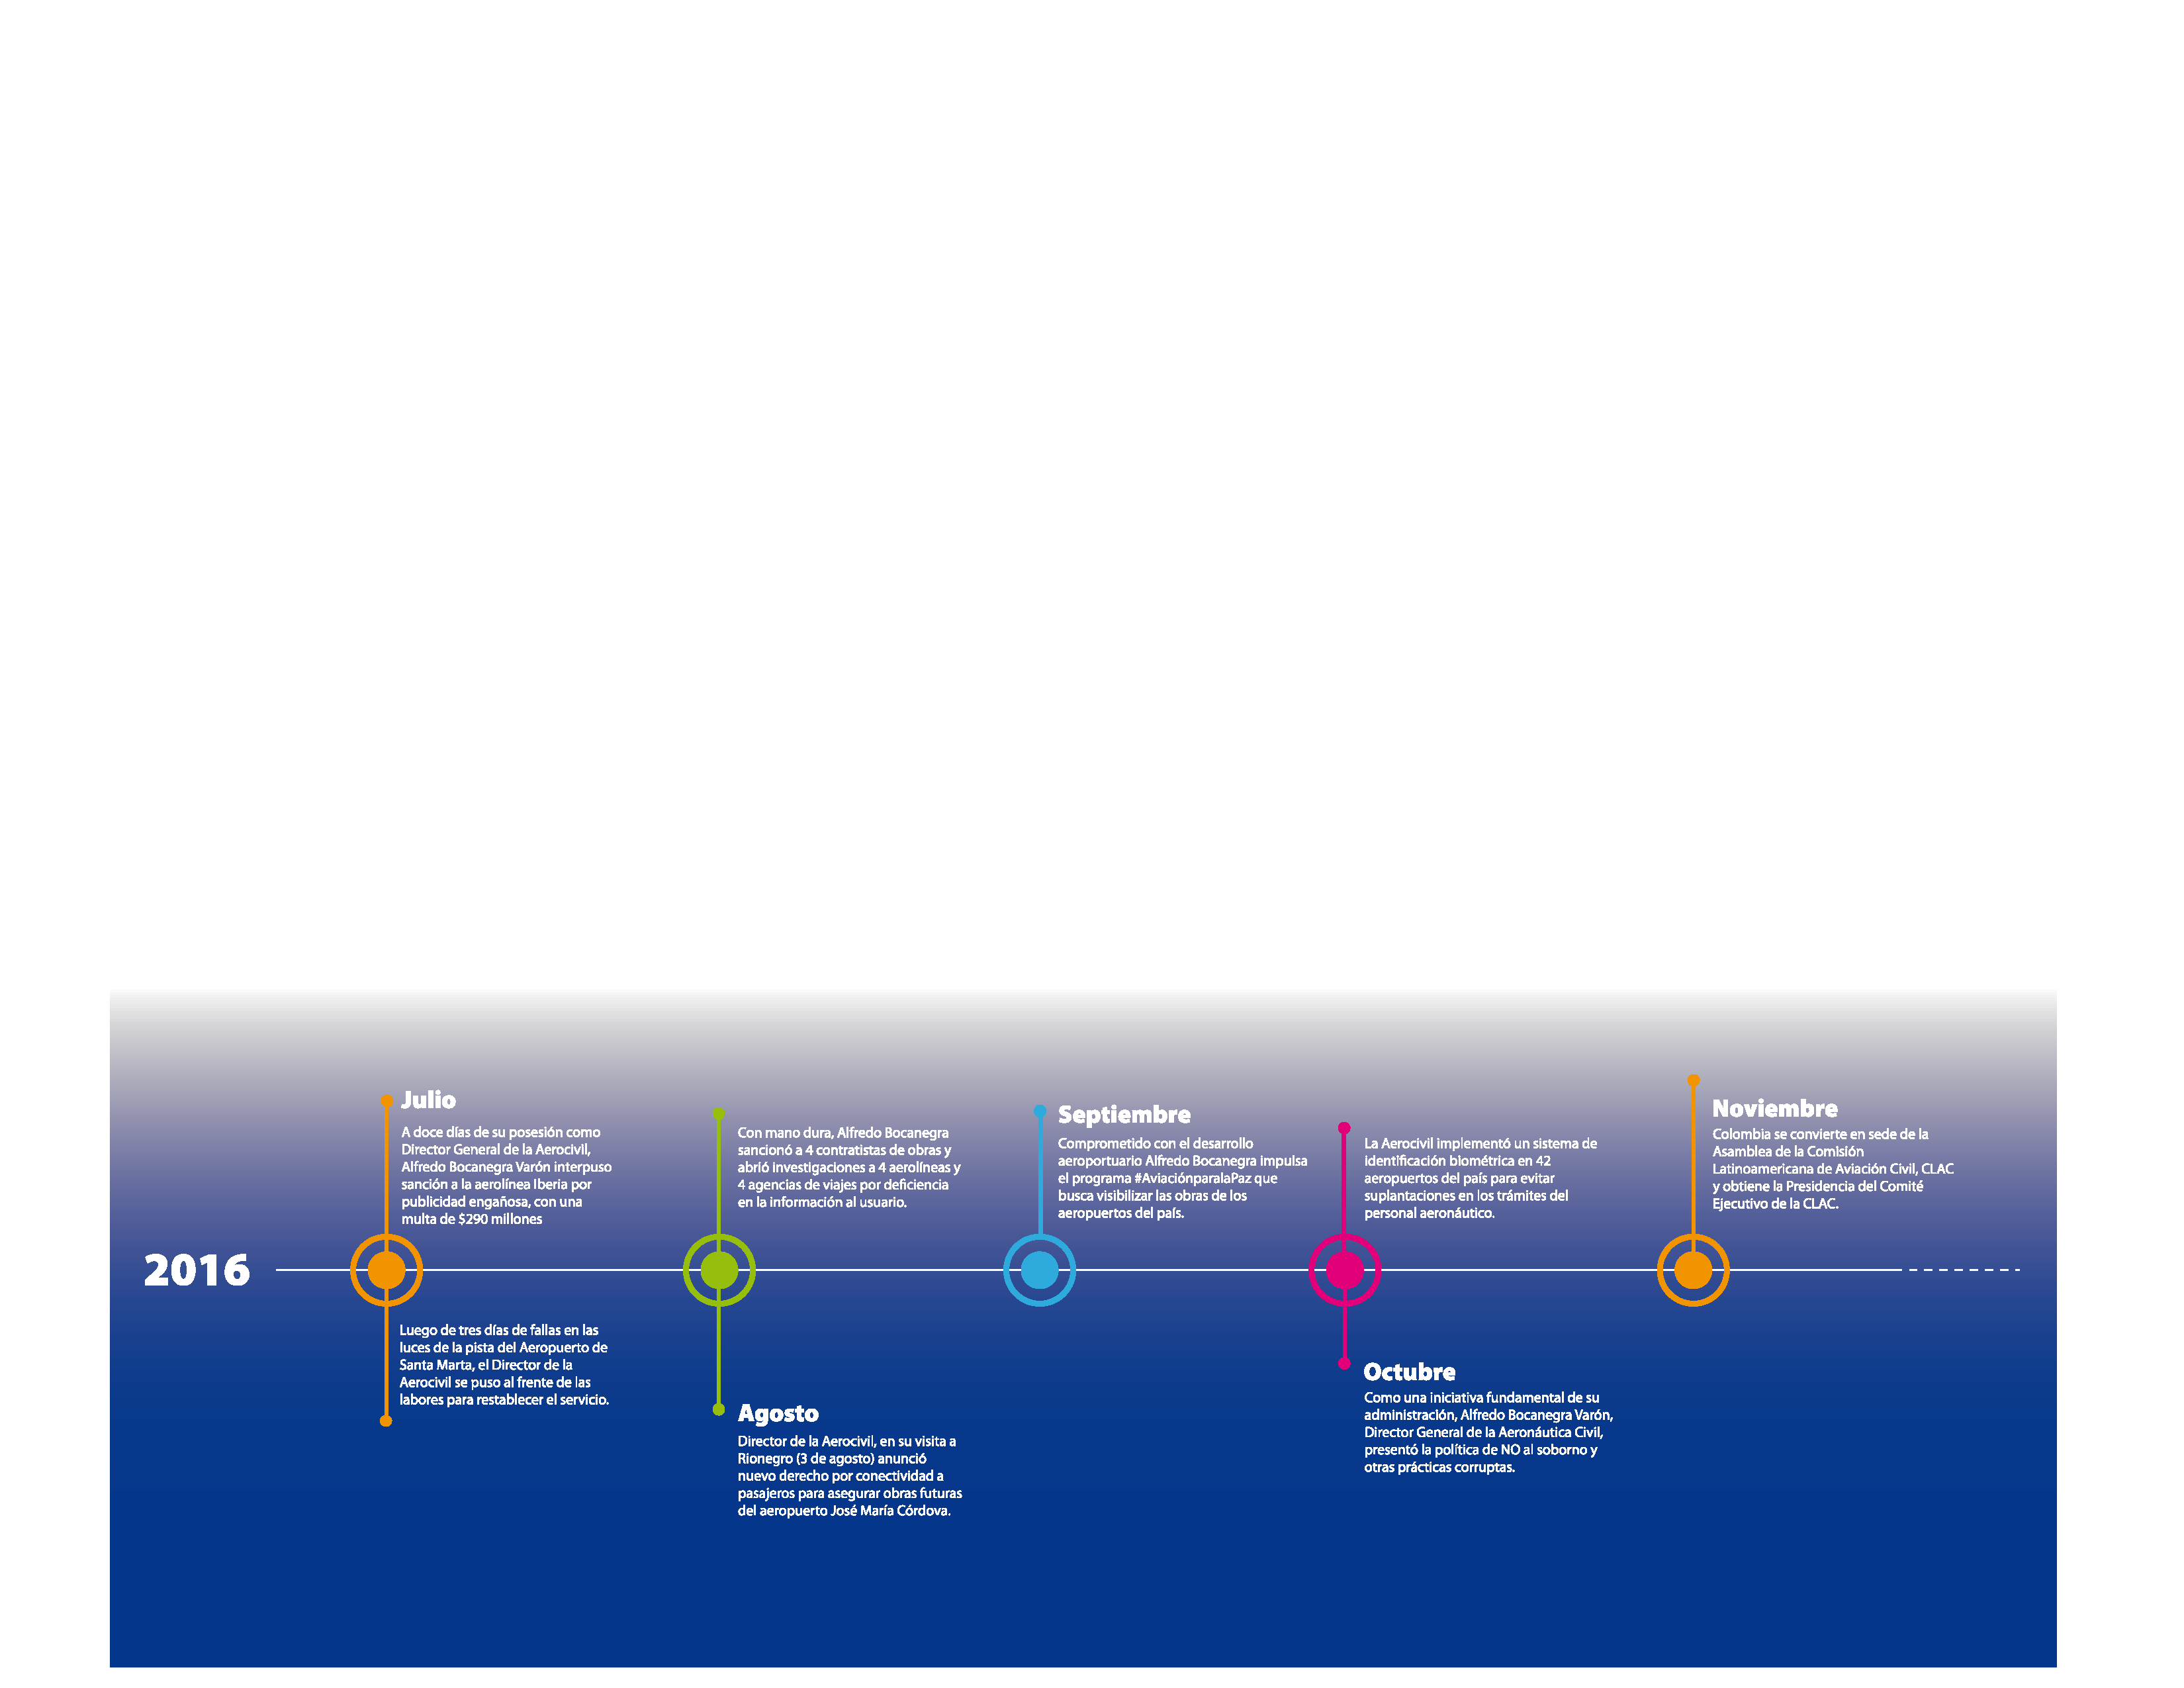 2016
Julio
A doce días de su posesión como
Director General de la Aerocivil,
Alfredo Bocanegra Varón interpuso
sanción a la aerolínea Iberia por
publicidad engañosa, con una
multa de $290 millones
Luego de tres días de fallas en las
luces de la pista del Aeropuerto de
Santa Marta, el Director de la
Aerocivil se puso al frente de las
labores para restablecer el servicio.
Con mano dura, Alfredo Bocanegra
sancionó a 4 contratistas de obras y
abrió investigaciones a 4 aerolíneas y
4 agencias de viajes por deficiencia
en la información al usuario.
Agosto
Director de la Aerocivil, en su visita a
Rionegro (3 de agosto) anunció
nuevo derecho por conectividad a
pasajeros para asegurar obras futuras
del aeropuerto José María Córdova.
Septiembre
Comprometido con el desarrollo
aeroportuario Alfredo Bocanegra impulsa
el programa #AviaciónparalaPaz que
busca visibilizar las obras de los
aeropuertos del país.
La Aerocivil implementó un sistema de
identificación biométrica en 42
aeropuertos del país para evitar
suplantaciones en los trámites del
personal aeronáutico.
Octubre
Como una iniciativa fundamental de su
administración, Alfredo Bocanegra Varón,
Director General de la Aeronáutica Civil,
presentó la política de NO al soborno y
otras prácticas corruptas.
Noviembre
Colombia se convierte en sede de la
Asamblea de la Comisión
Latinoamericana de Aviación Civil, CLAC
y obtiene la Presidencia del Comité
Ejecutivo de la CLAC.